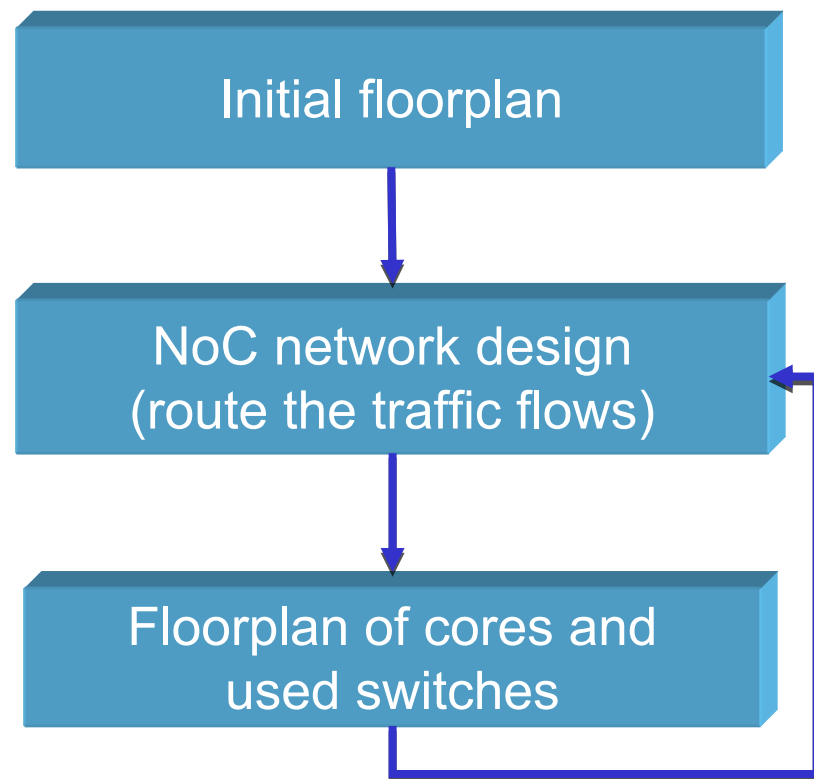 Initial floorplan
NoC network design
(route the traffic flows)
Floorplan of cores and
used switches